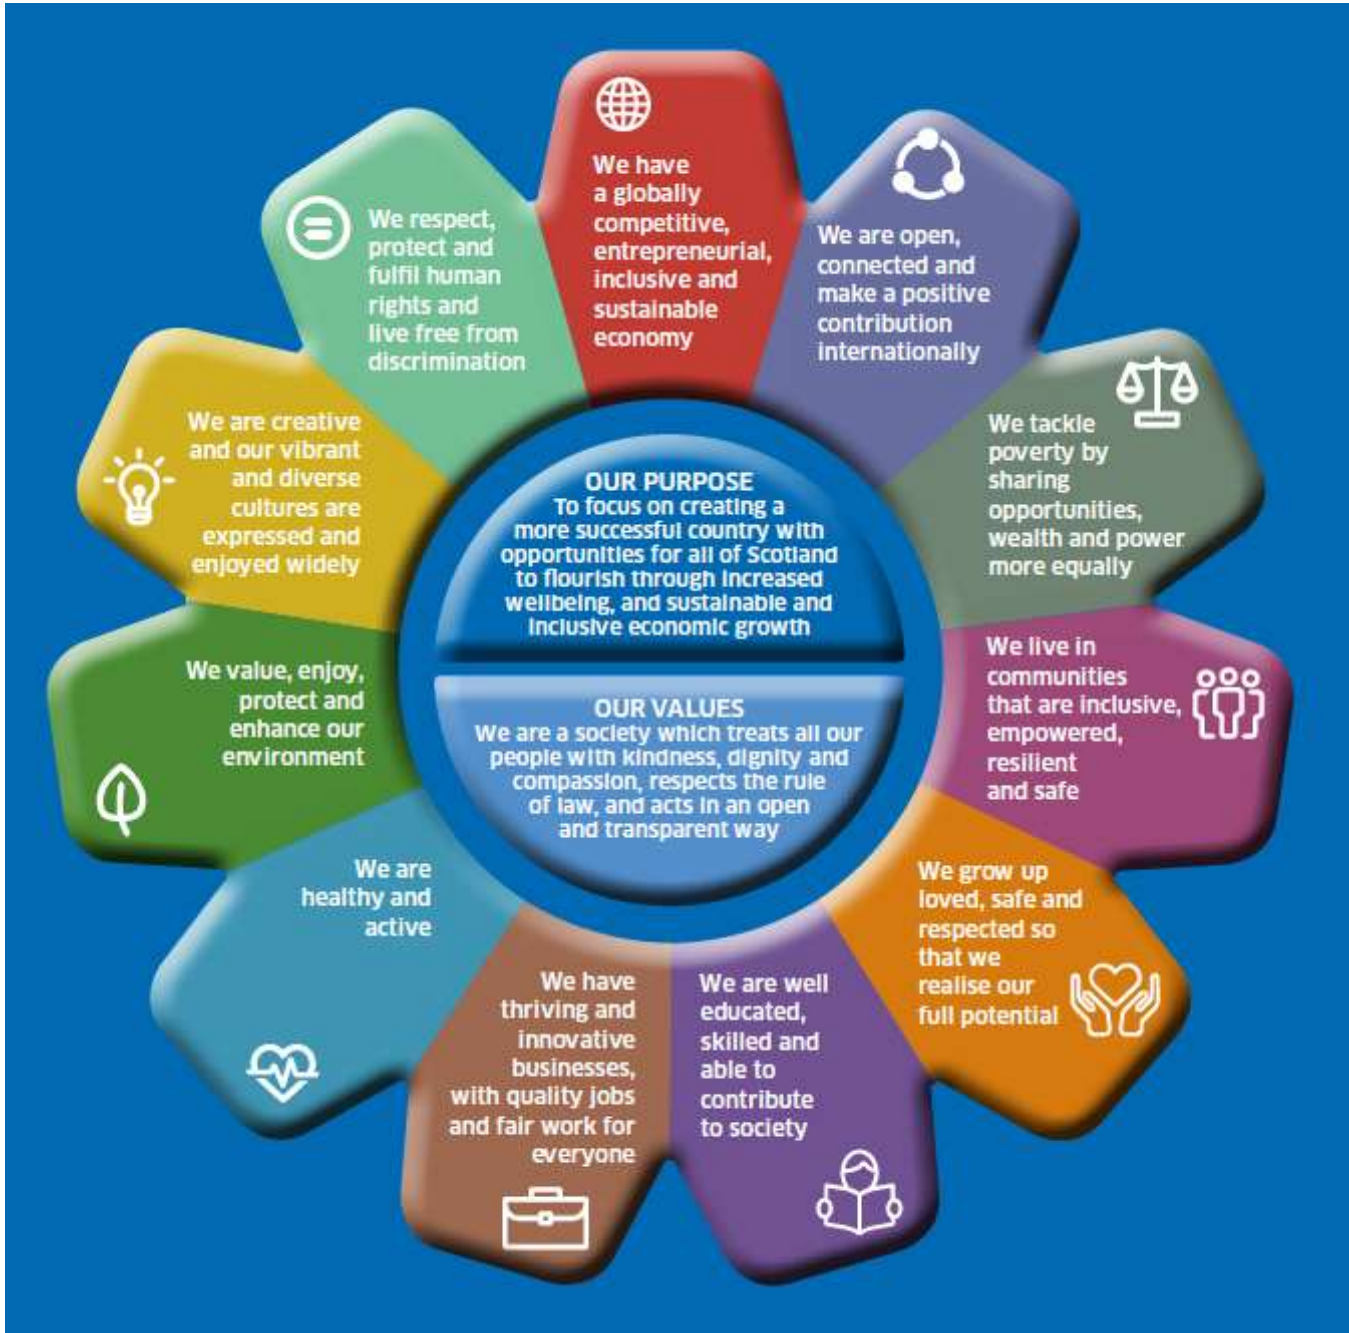 We have
a globally
competitive,
entrepreneurial,
inclusive and
sustainable
economy
We are open,
connected and
make a positive
contribution
internationally
We tackle
poverty by
sharing
opportunities,
wealth and power
more equally
We live in
communities
that are inclusive,
empowered,
resilient
and safe
We grow up
loved, safe and
respected so
that we
realise our
full potential
We are well
educated,
skilled and
able to
contribute
to society
We have
thriving and
innovative
businesses,
with quality jobs
and fair work for
everyone
We are
healthy and
active
We value, enjoy,
protect and
enhance our
environment
We are creative
and our vibrant
and diverse
cultures are
expressed and
enjoyed widely
We respect,
protect and
fulfil human
rights and
live free from
discrimination
OUR PURPOSE
To focus on creating a
more successful country with
opportunities for all of Scotland
to flourish through increased
wellbeing, and sustainable and
inclusive economic growth
OUR VALUES
We are a society which treats all our
people with kindness, dignity and
compassion, respects the rule
of law, and acts in an open
and transparent way